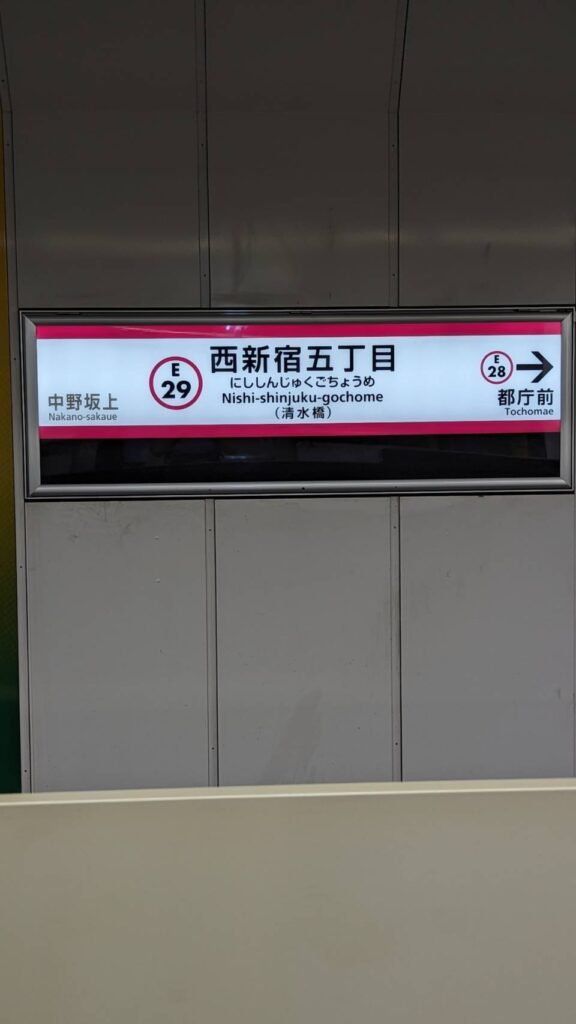 中野坂上
Nakano-sakaue
E
29
西新宿五丁目
にししんじゅくごちょうめ
Nishi-shinjuku-gochome
（清水橋）
E
28
都庁前
Tochomae